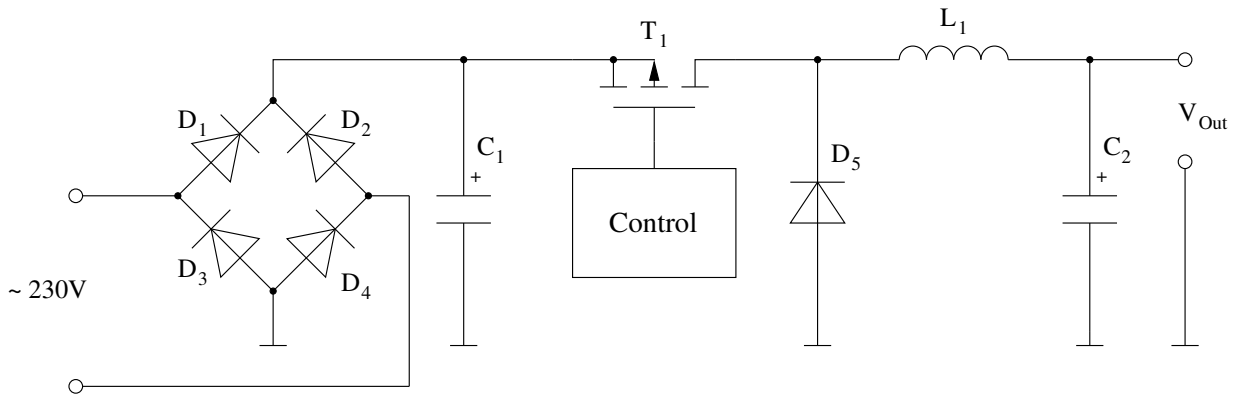 T1
L1
D1
D2
C1
+
D5
C2
+
VOut
Control
D3
D4
~ 230V